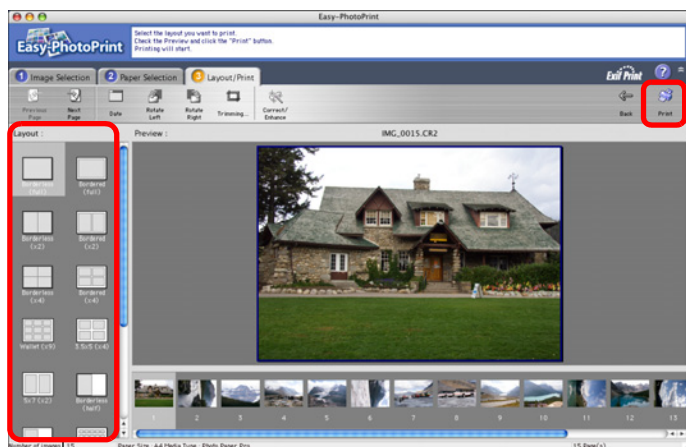 Easy-PhotoPrint
Easy-PhotoPrint
Select the layout you want to print.
Check the Preview and click the "Print" button.
Printing will start.
1 Image Selection
2 Paper Selection
3 Layout/Print
Exif Print
?
Previous Page
Next Page
Date
Rotate Left
Rotate Right
Trimming...
Correct/ Enhance
Back
Print
Layout :
Preview :
IMG_0015.CR2
Borderless (full)
Bordered (full)
Borderless (x2)
Bordered (x2)
Borderless (x4)
Bordered (x4)
Wallet (x9)
3.5x5 (x4)
5x7 (x2)
Borderless (half)
2 3 4 5 6 7 8 9 10 11 12 13
Number of images 15
Paper Size : A4 Media Type : Photo Paper Pro
15 Page(s)